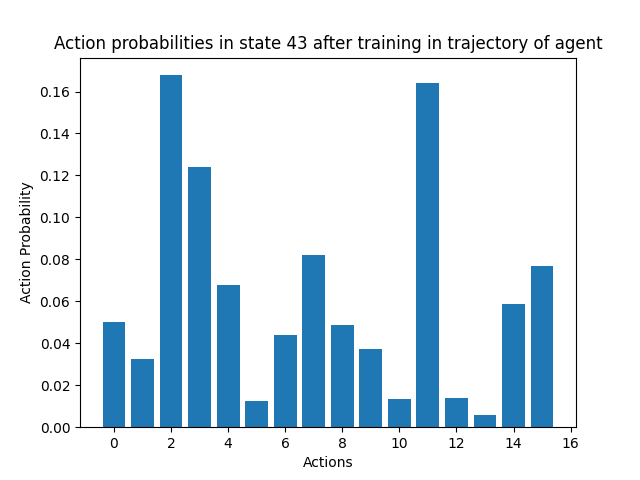 Action probabilities in state 43 after training in trajectory of agent
0.16
0.14
0.12
0.10
0.08
0.06
0.04
0.02
0.00
Action Probability
0 2 4 6 8 10 12 14 16
Actions